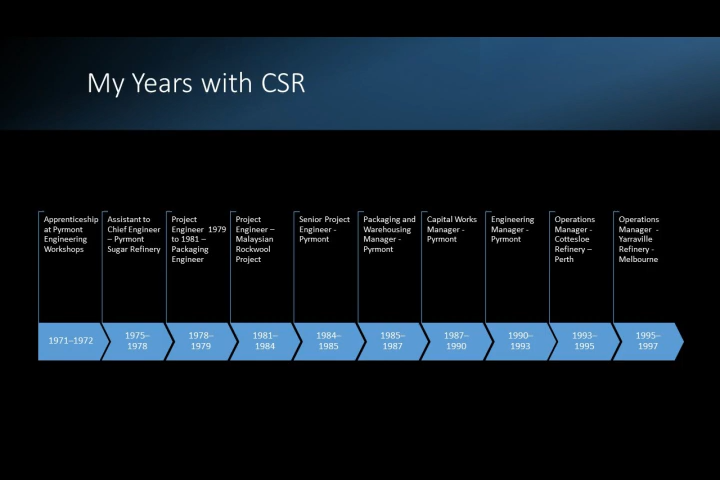 My Years with CSR
Apprenticeship
at Pyrmont
Engineering
Workshops
Assistant to
Chief Engineer
– Pyrmont
Sugar Refinery
Project
Engineer 1979
to 1981 –
Packaging
Engineer
Project
Engineer –
Malaysian
Rockwool
Project
Senior Project
Engineer -
Pyrmont
Packaging and
Warehousing
Manager -
Pyrmont
Capital Works
Manager -
Pyrmont
Engineering
Manager -
Pyrmont
Operations
Manager -
Cottesloe
Refinery –
Perth
Operations
Manager -
Yarraville
Refinery -
Melbourne
1971–1972
1975–
1978
1978–
1979
1981–
1984
1984–
1985
1985–
1987
1987–
1990
1990–
1993
1993–
1995
1995–
1997